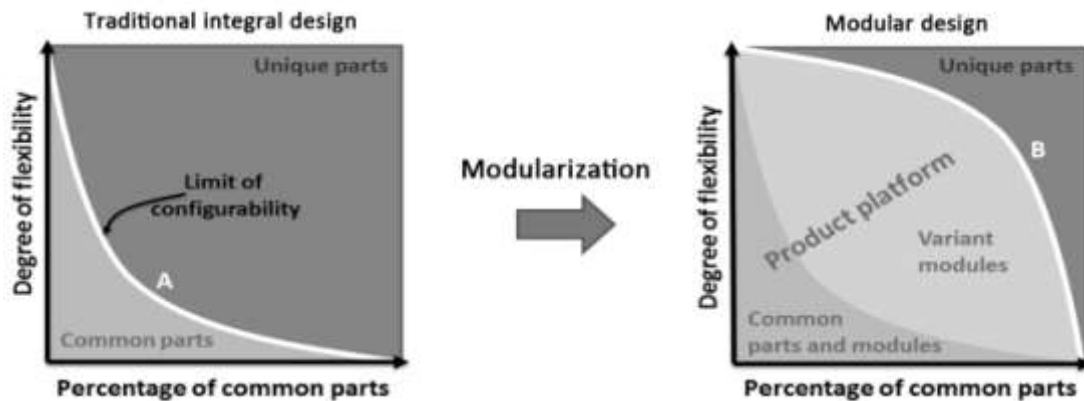 Traditional integral design
Unique parts
Degree of flexibility
Limit of
configurability
A
Common parts
Percentage of common parts
Modularization
Modular design
Unique parts
Degree of flexibility
B
Product platform
Variant
modules
Common
parts and modules
Percentage of common parts